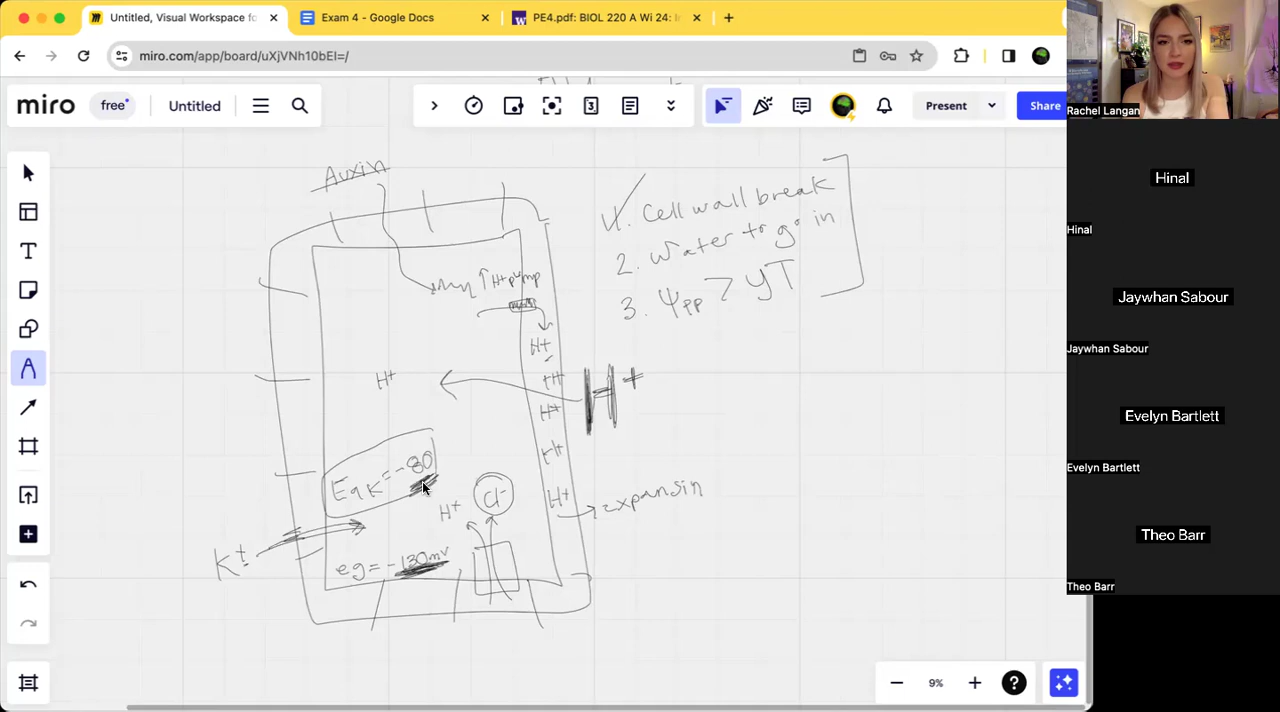 Untitled, Visual Workspace fo
Exam 4 - Google Docs
PE4.pdf: BIOL 220 A Wi 24: I
miro.com/app/board/uXjVNh10bEI=/
miro
free
Untitled
Present
Share
Rachel Langan
Hinal
Hinal
Jaywhan Sabour
Jaywhan Sabour
Evelyn Bartlett
Evelyn Bartlett
Theo Barr
Theo Barr
Auxin
↑ H+ pump
1. Cell wall break
2. Water to go in
3. Ψpp > yT
H+
H+
H+
H+
H+
H+
H+
→ expansin
Eq K = -80
H+
Cl-
K+
eg = -130mv
9%